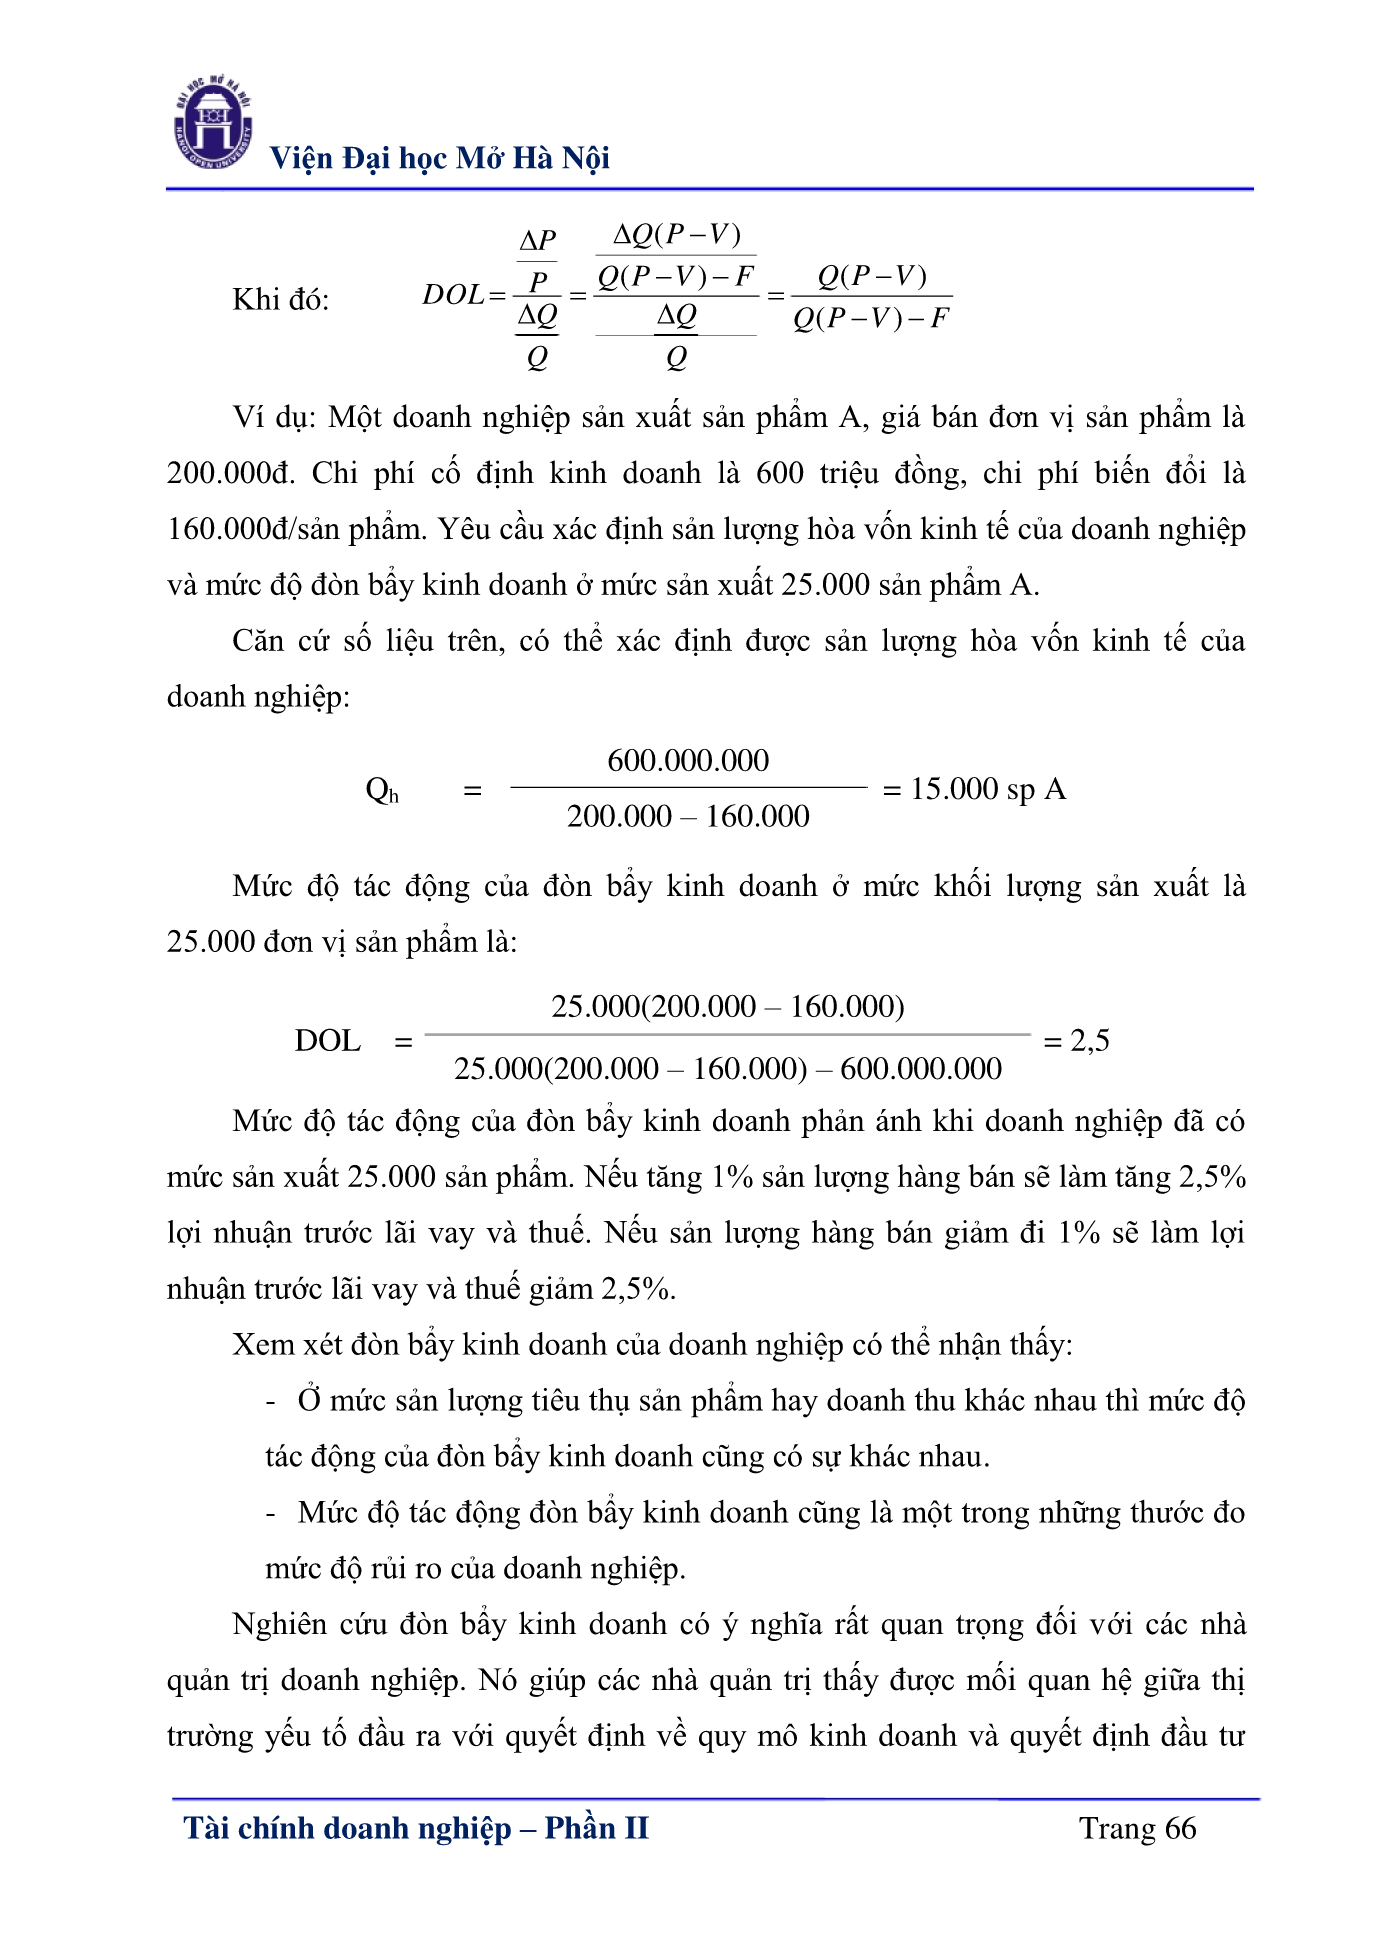 ĐẠI HỌC MỞ HÀ NỘI
HANOI OPEN UNIVERSITY
Viện Đại học Mở Hà Nội
Khi đó: DOL = (ΔP/P)/(ΔQ/Q) = (ΔQ(P−V)/(Q(P−V)−F))/(ΔQ/Q) = Q(P−V)/(Q(P−V)−F)
Ví dụ: Một doanh nghiệp sản xuất sản phẩm A, giá bán đơn vị sản phẩm là
200.000đ. Chi phí cố định kinh doanh là 600 triệu đồng, chi phí biến đổi là
160.000đ/sản phẩm. Yêu cầu xác định sản lượng hòa vốn kinh tế của doanh nghiệp
và mức độ đòn bẩy kinh doanh ở mức sản xuất 25.000 sản phẩm A.
Căn cứ số liệu trên, có thể xác định được sản lượng hòa vốn kinh tế của
doanh nghiệp:
600.000.000
Qh = = 15.000 sp A
200.000 – 160.000
Mức độ tác động của đòn bẩy kinh doanh ở mức khối lượng sản xuất là
25.000 đơn vị sản phẩm là:
25.000(200.000 – 160.000)
DOL = = 2,5
25.000(200.000 – 160.000) – 600.000.000
Mức độ tác động của đòn bẩy kinh doanh phản ánh khi doanh nghiệp đã có
mức sản xuất 25.000 sản phẩm. Nếu tăng 1% sản lượng hàng bán sẽ làm tăng 2,5%
lợi nhuận trước lãi vay và thuế. Nếu sản lượng hàng bán giảm đi 1% sẽ làm lợi
nhuận trước lãi vay và thuế giảm 2,5%.
Xem xét đòn bẩy kinh doanh của doanh nghiệp có thể nhận thấy:
- Ở mức sản lượng tiêu thụ sản phẩm hay doanh thu khác nhau thì mức độ
tác động của đòn bẩy kinh doanh cũng có sự khác nhau.
- Mức độ tác động đòn bẩy kinh doanh cũng là một trong những thước đo
mức độ rủi ro của doanh nghiệp.
Nghiên cứu đòn bẩy kinh doanh có ý nghĩa rất quan trọng đối với các nhà
quản trị doanh nghiệp. Nó giúp các nhà quản trị thấy được mối quan hệ giữa thị
trường yếu tố đầu ra với quyết định về quy mô kinh doanh và quyết định đầu tư
Tài chính doanh nghiệp – Phần II Trang 66